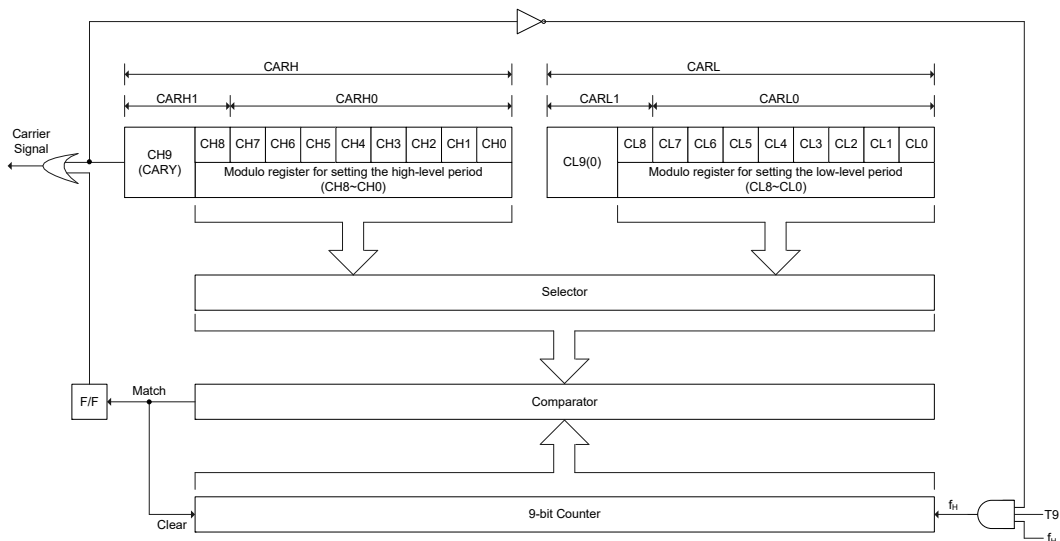 CARH
CARL
CARH1
CARH0
CARL1
CARL0
Carrier
Signal
CH9
(CARY)
CH8
CH7
CH6
CH5
CH4
CH3
CH2
CH1
CH0
Modulo register for setting the high-level period
(CH8~CH0)
CL9(0)
CL8
CL7
CL6
CL5
CL4
CL3
CL2
CL1
CL0
Modulo register for setting the low-level period
(CL8~CL0)
Selector
F/F
Match
Comparator
Clear
9-bit Counter
fH
T9
fH